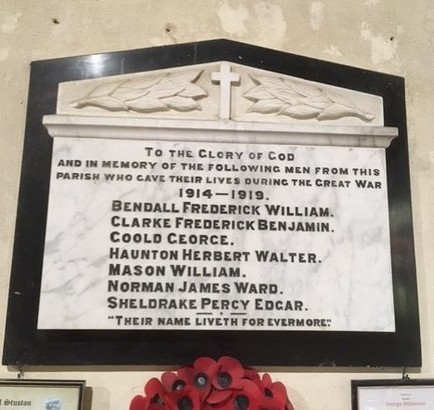 TO THE GLORY OF GOD
AND IN MEMORY OF THE FOLLOWING MEN FROM THIS
PARISH WHO GAVE THEIR LIVES DURING THE GREAT WAR
1914—1919.
BENDALL FREDERICK WILLIAM.
CLARKE FREDERICK BENJAMIN.
GOOLD GEORGE.
HAUNTON HERBERT WALTER.
MASON WILLIAM.
NORMAN JAMES WARD.
SHELDRAKE PERCY EDGAR.
"THEIR NAME LIVETH FOR EVERMORE."
Stuston
George